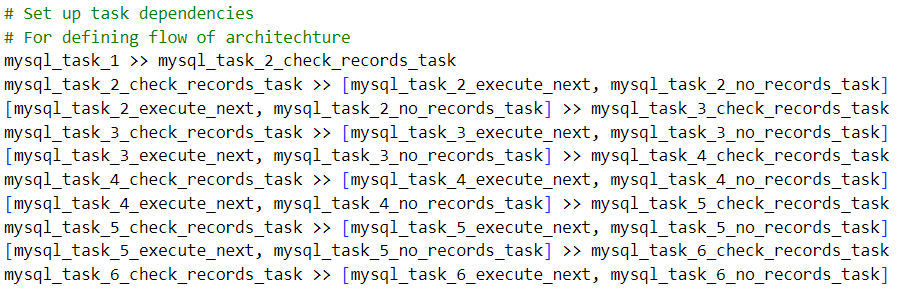 # Set up task dependencies
# For defining flow of architechture
mysql_task_1 >> mysql_task_2_check_records_task
mysql_task_2_check_records_task >> [mysql_task_2_execute_next, mysql_task_2_no_records_task]
[mysql_task_2_execute_next, mysql_task_2_no_records_task] >> mysql_task_3_check_records_task
mysql_task_3_check_records_task >> [mysql_task_3_execute_next, mysql_task_3_no_records_task]
[mysql_task_3_execute_next, mysql_task_3_no_records_task] >> mysql_task_4_check_records_task
mysql_task_4_check_records_task >> [mysql_task_4_execute_next, mysql_task_4_no_records_task]
[mysql_task_4_execute_next, mysql_task_4_no_records_task] >> mysql_task_5_check_records_task
mysql_task_5_check_records_task >> [mysql_task_5_execute_next, mysql_task_5_no_records_task]
[mysql_task_5_execute_next, mysql_task_5_no_records_task] >> mysql_task_6_check_records_task
mysql_task_6_check_records_task >> [mysql_task_6_execute_next, mysql_task_6_no_records_task]